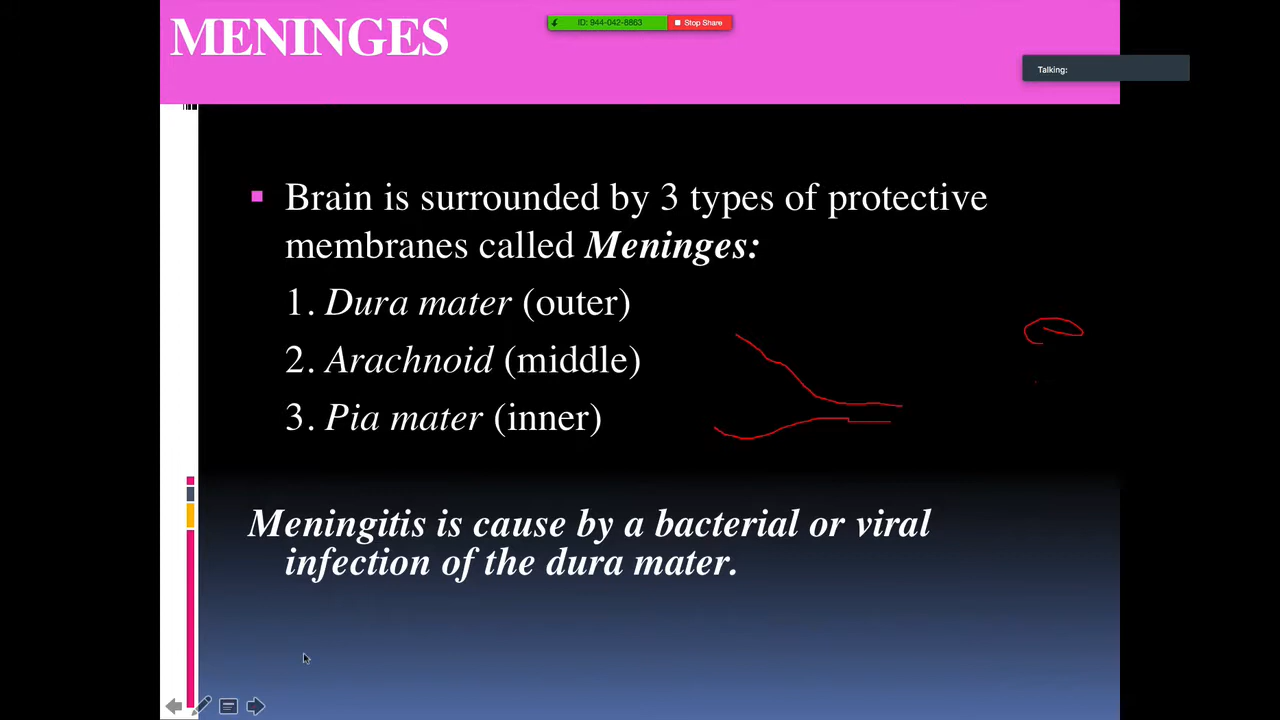 MENINGES
ID: 944-042-8863
Stop Share
Talking:
Brain is surrounded by 3 types of protective
membranes called Meninges:
1. Dura mater (outer)
2. Arachnoid (middle)
3. Pia mater (inner)
Meningitis is cause by a bacterial or viral
infection of the dura mater.